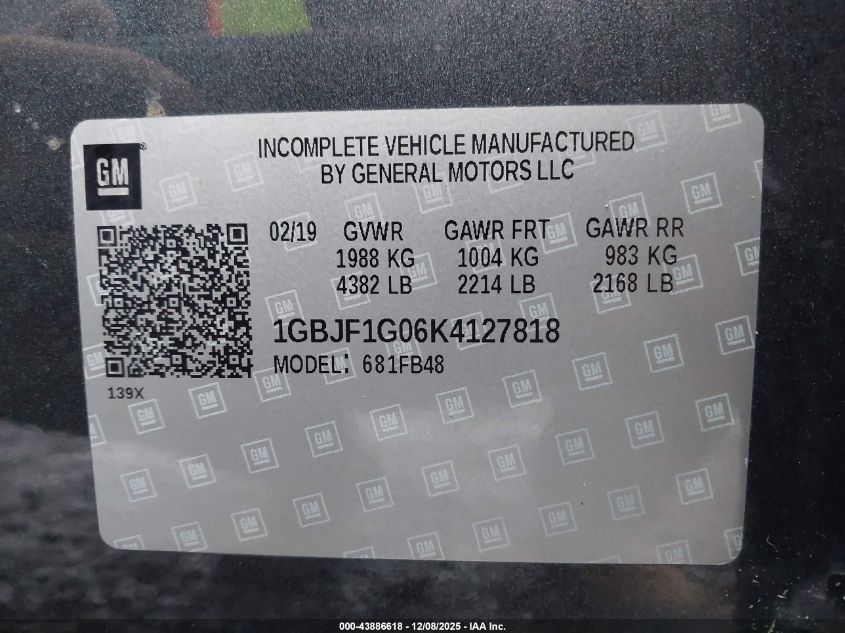 INCOMPLETE VEHICLE MANUFACTURED
BY GENERAL MOTORS LLC
GM®
02/19 GVWR GAWR FRT GAWR RR
1988 KG 1004 KG 983 KG
4382 LB 2214 LB 2168 LB
1GBJF1G06K4127818
MODEL: 681FB48
139X
000-43886618 - 12/08/2025 - IAA Inc.